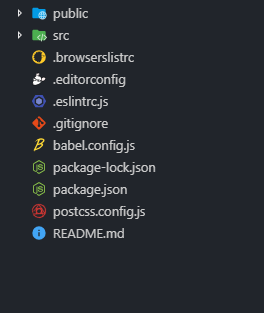 public
src
.browserslistrc
.editorconfig
.eslintrc.js
.gitignore
babel.config.js
package-lock.json
package.json
postcss.config.js
README.md